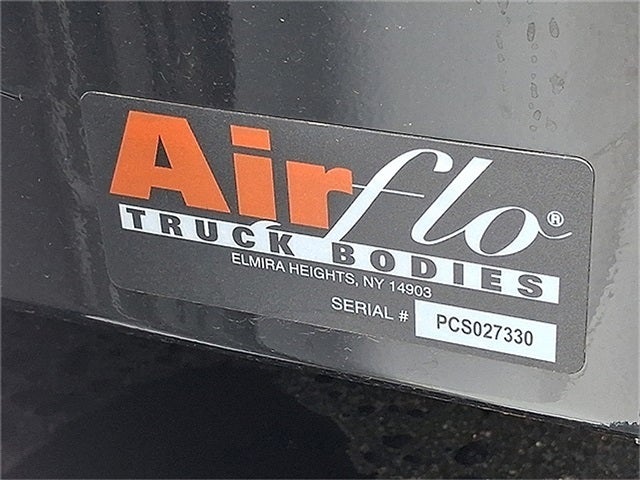 Airflo®
TRUCK BODIES
ELMIRA HEIGHTS, NY 14903
SERIAL # PCS027330